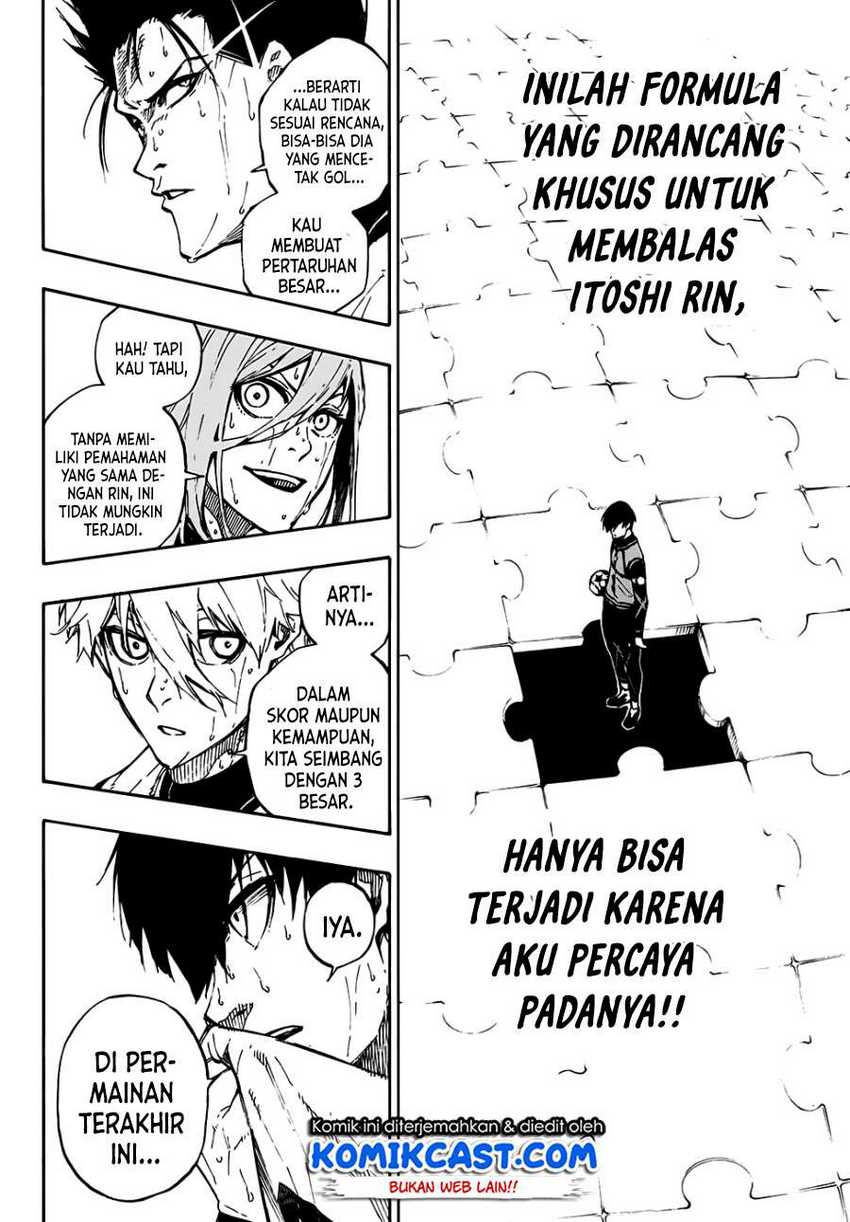 INILAH FORMULA
YANG DIRANCANG
KHUSUS UNTUK
MEMBALAS
ITOSHI RIN,
HANYA BISA
TERJADI KARENA
AKU PERCAYA
PADANYA!!
...BERARTI
KALAU TIDAK
SESUAI RENCANA,
BISA-BISA DIA
YANG MENCE-
TAK GOL...
KAU
MEMBUAT
PERTARUHAN
BESAR...
HAH! TAPI
KAU TAHU,
TANPA MEMI-
LIKI PEMAHAMAN
YANG SAMA DE-
NGAN RIN, INI
TIDAK MUNGKIN
TERJADI.
ARTI-
NYA...
DALAM
SKOR MAUPUN
KEMAMPUAN,
KITA SEIMBANG
DENGAN 3
BESAR.
IYA.
DI PER-
MAINAN
TERAKHIR
INI...
Komik ini diterjemahkan & diedit oleh
KOMIKCAST.COM
BUKAN WEB LAIN!!